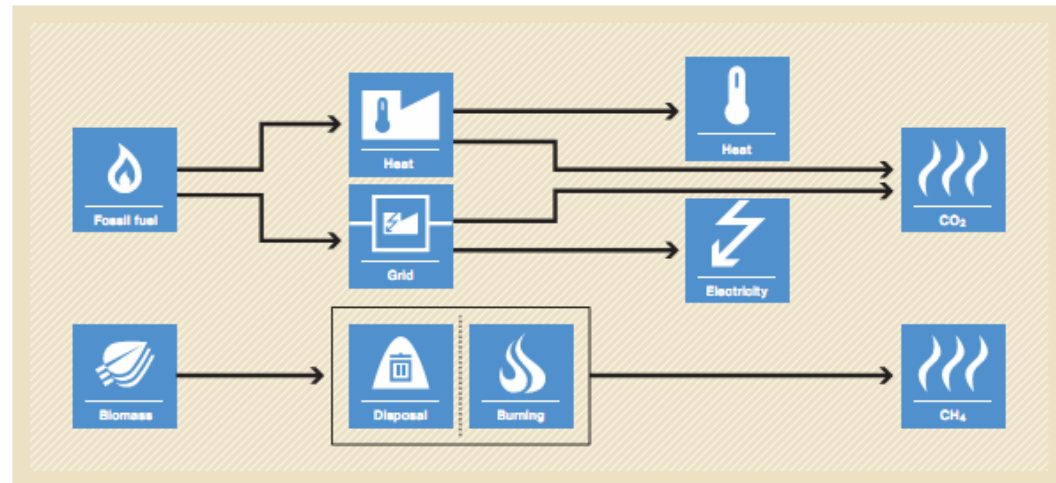 Heat
Heat
Fossil fuel
CO₂
Grid
Electricity
Biomass
Disposal
Burning
CH₄